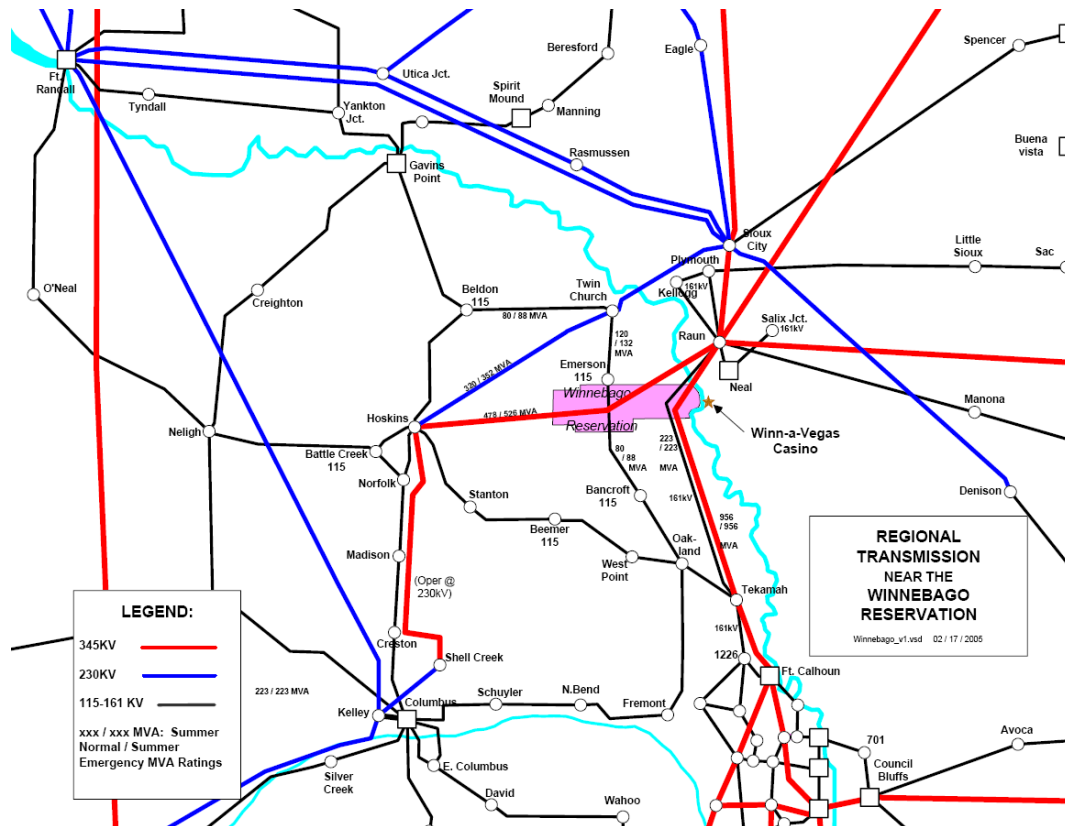 Beresford
Eagle
Spencer
Ft.
Randall
Utica Jct.
Tyndall
Yankton
Jct.
Spirit
Mound
Manning
Buena
vista
Rasmussen
Gavins
Point
Sioux
City
Little
Sioux
Sac
Plymouth
Kellogg
161kV
O'Neal
Creighton
Beldon
115
Twin
Church
80 / 88 MVA
Salix Jct.
161kV
Raun
120
/ 132
MVA
Emerson
115
320 / 352 MVA
Neal
Winnebago
Reservation
478 / 526 MVA
Manona
Hoskins
Winn-a-Vegas
Casino
Neligh
Battle Creek
115
Norfolk
80
/ 88
MVA
223
/ 223
MVA
161kV
Stanton
Bancroft
115
Denison
Beemer
115
956
/ 956
MVA
Oak-
land
West
Point
Madison
(Oper @
230kV)
Tekamah
161kV
REGIONAL
TRANSMISSION
NEAR THE
WINNEBAGO
RESERVATION
Winnebago_v1.vsd 02 / 17 / 2005
LEGEND:
345KV
230KV
115-161 KV
xxx / xxx MVA: Summer
Normal / Summer
Emergency MVA Ratings
Creston
Shell Creek
1226
Ft. Calhoun
223 / 223 MVA
Schuyler
N.Bend
Columbus
Kelley
Fremont
701
Council
Bluffs
Avoca
Silver
Creek
E. Columbus
David
Wahoo